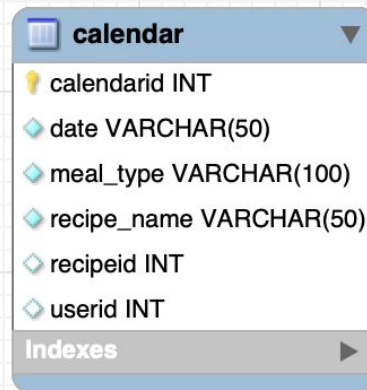 calendar
calendarid INT
date VARCHAR(50)
meal_type VARCHAR(100)
recipe_name VARCHAR(50)
recipeid INT
userid INT
Indexes